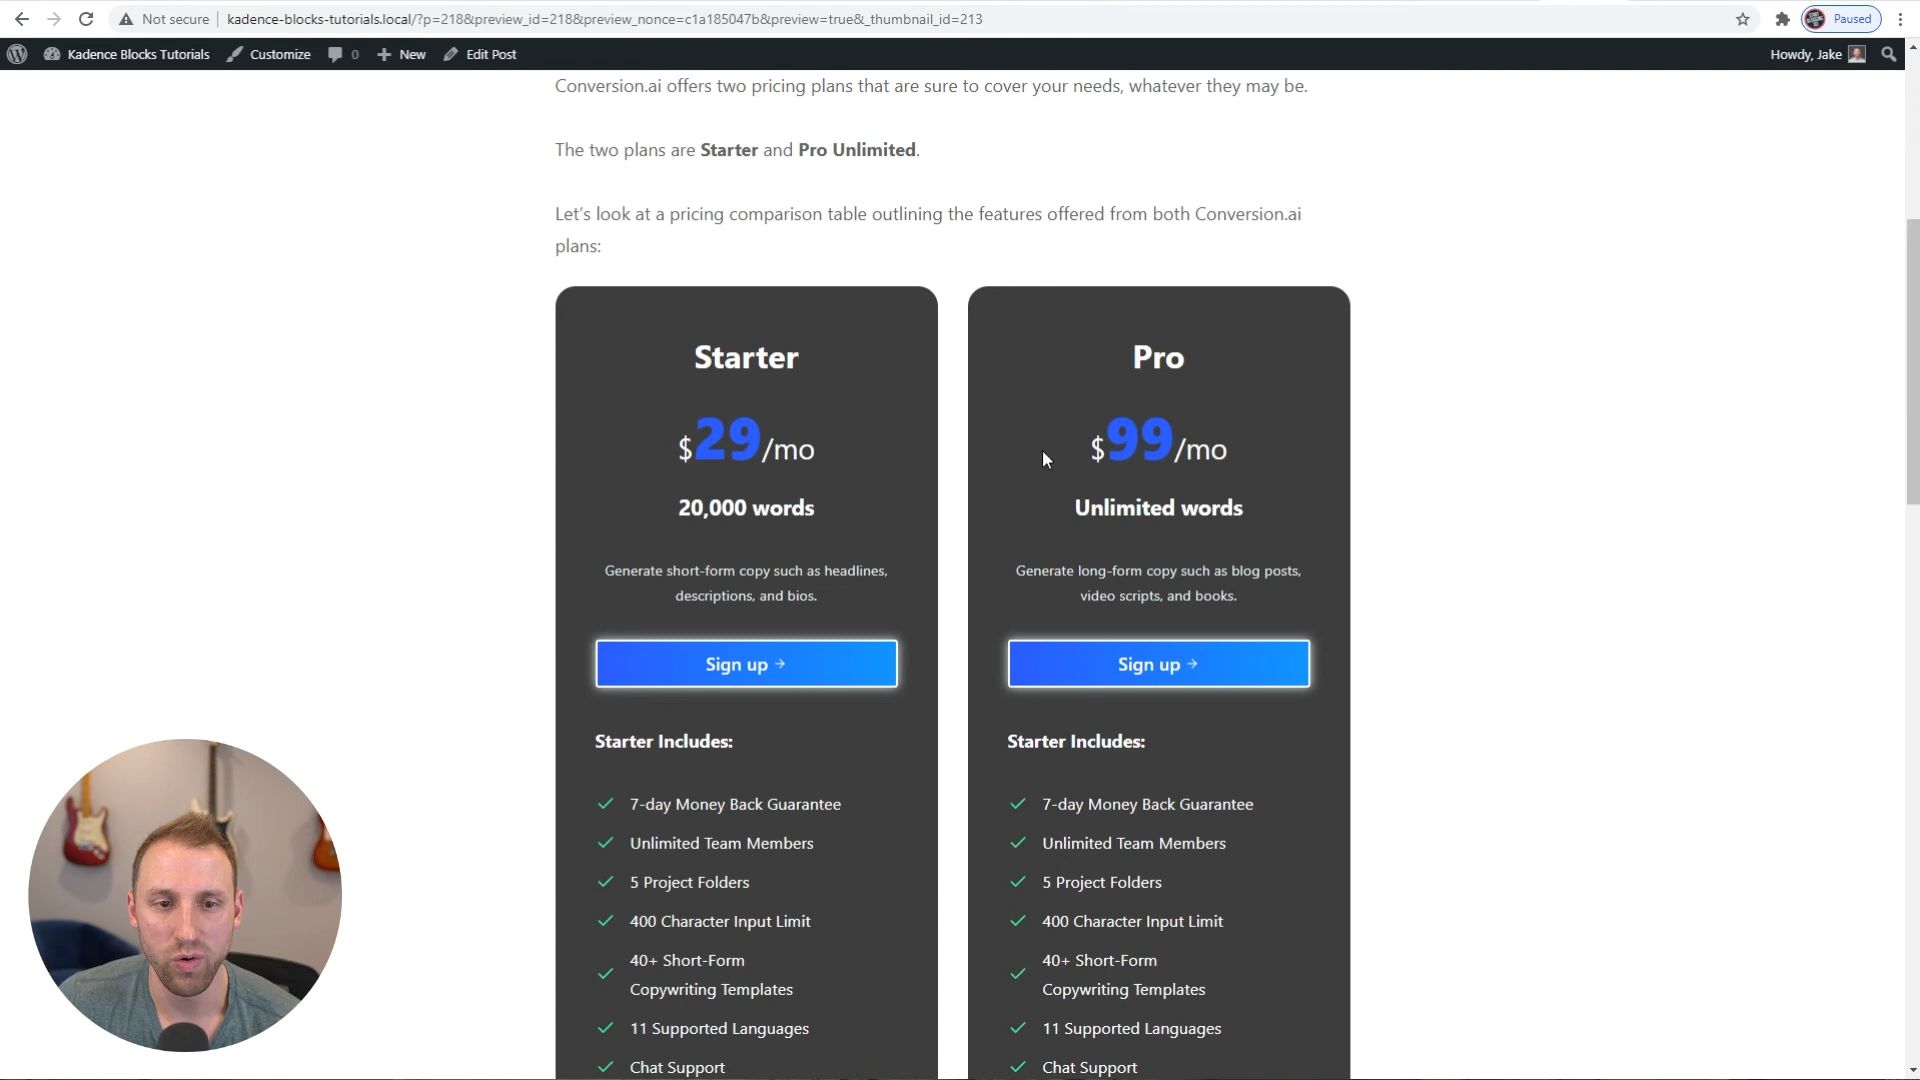 Not secure
kadence-blocks-tutorials.local/?p=218&preview_id=218&preview_nonce=c1a185047b&preview=true&_thumbnail_id=213
Paused
Kadence Blocks Tutorials
Customize
0
New
Edit Post
Howdy, Jake
Conversion.ai offers two pricing plans that are sure to cover your needs, whatever they may be.
The two plans are Starter and Pro Unlimited.
Let's look at a pricing comparison table outlining the features offered from both Conversion.ai
plans:
Starter
$29/mo
20,000 words
Generate short-form copy such as headlines,
descriptions, and bios.
Sign up →
Starter Includes:
7-day Money Back Guarantee
Unlimited Team Members
5 Project Folders
400 Character Input Limit
40+ Short-Form
Copywriting Templates
11 Supported Languages
Chat Support
Pro
$99/mo
Unlimited words
Generate long-form copy such as blog posts,
video scripts, and books.
Sign up →
Starter Includes:
7-day Money Back Guarantee
Unlimited Team Members
5 Project Folders
400 Character Input Limit
40+ Short-Form
Copywriting Templates
11 Supported Languages
Chat Support